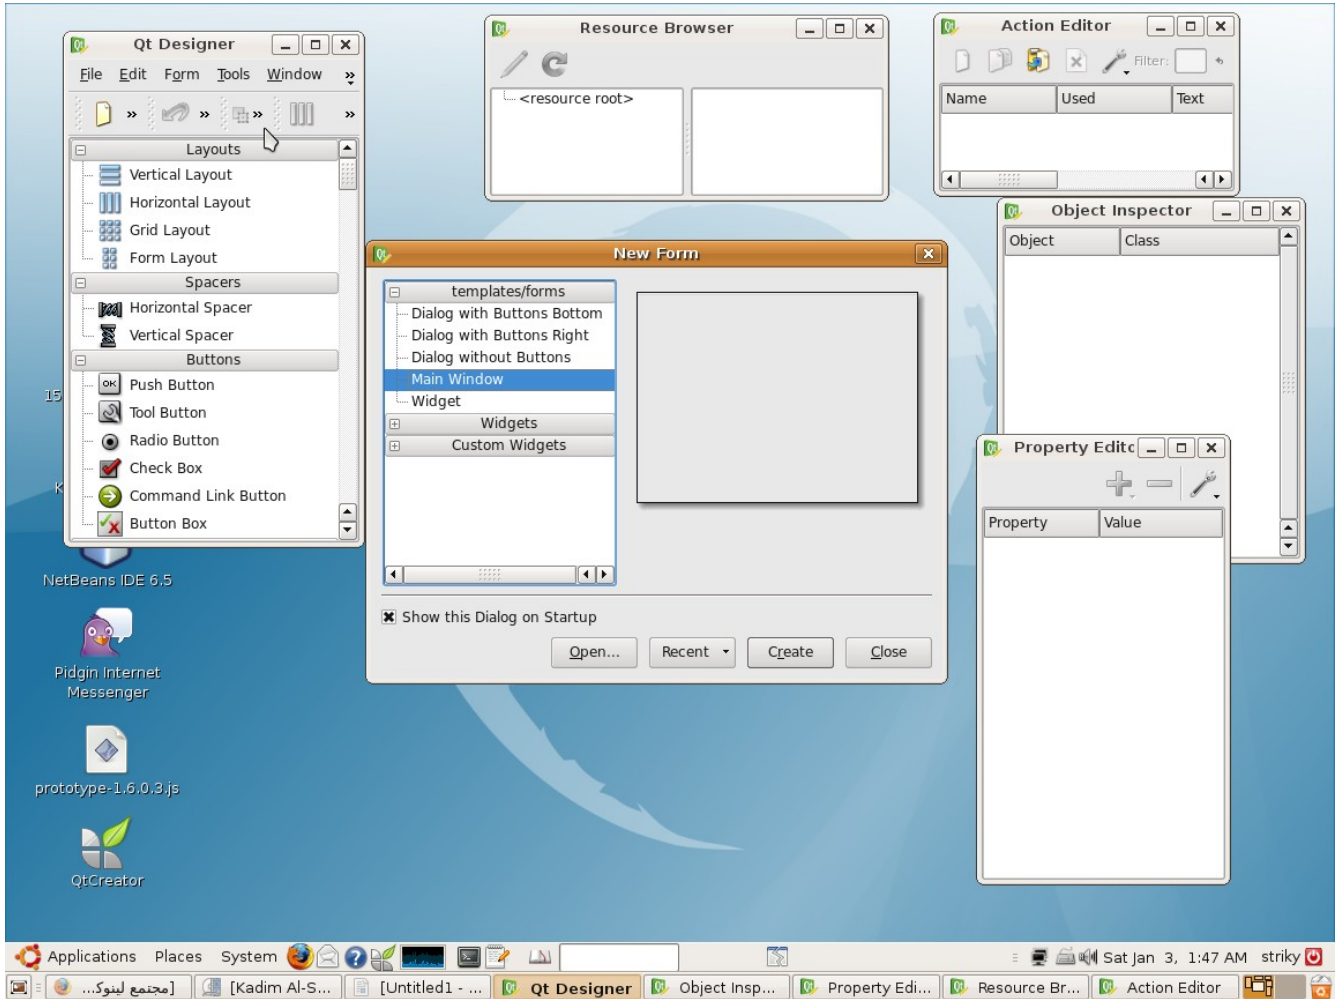 Qt Designer
File Edit Form Tools Window
Layouts
Vertical Layout
Horizontal Layout
Grid Layout
Form Layout
Spacers
Horizontal Spacer
Vertical Spacer
Buttons
OK Push Button
Tool Button
Radio Button
Check Box
Command Link Button
Button Box
Resource Browser
<resource root>
Action Editor
Filter:
Name Used Text
Object Inspector
Object Class
New Form
templates/forms
Dialog with Buttons Bottom
Dialog with Buttons Right
Dialog without Buttons
Main Window
Widget
Widgets
Custom Widgets
Show this Dialog on Startup
Open... Recent Create Close
Property Editc
Property Value
15
K
NetBeans IDE 6.5
Pidgin Internet
Messenger
prototype-1.6.0.3.js
QtCreator
Applications Places System Sat Jan 3, 1:47 AM striky
[مجتمع لينوك... [Kadim Al-S... [Untitled1 - ... Qt Designer Object Insp... Property Edi... Resource Br... Action Editor